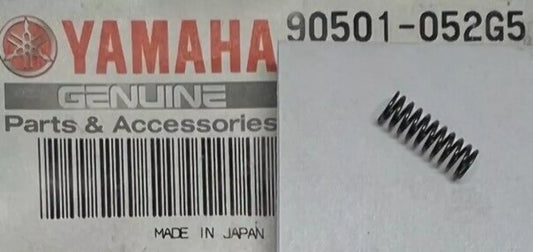 YAMAHA 90501-052G5
GENUINE
Parts & Accessories
MADE IN JAPAN